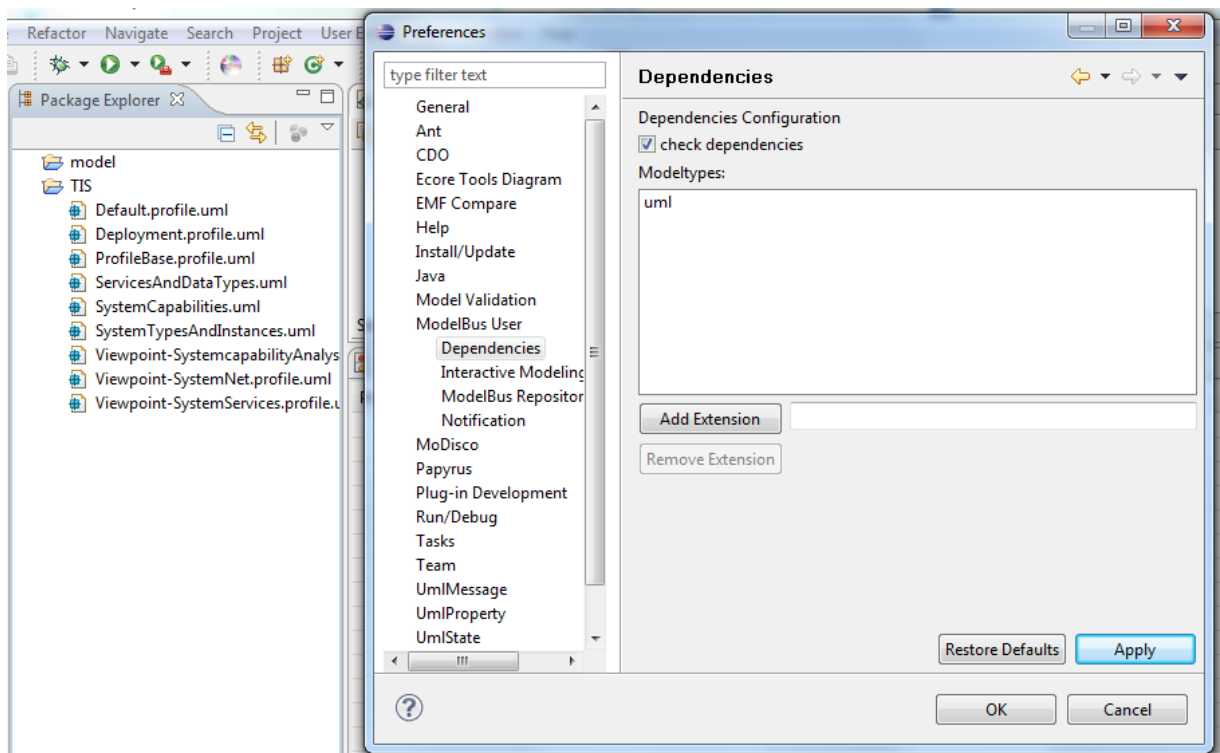 Refactor Navigate Search Project User E
Package Explorer
model
TIS
Default.profile.uml
Deployment.profile.uml
ProfileBase.profile.uml
ServicesAndDataTypes.uml
SystemCapabilities.uml
SystemTypesAndInstances.uml
Viewpoint-SystemcapabilityAnalys
Viewpoint-SystemNet.profile.uml
Viewpoint-SystemServices.profile.u
Preferences
type filter text
General
Ant
CDO
Ecore Tools Diagram
EMF Compare
Help
Install/Update
Java
Model Validation
ModelBus User
Dependencies
Interactive Modeling
ModelBus Repositor
Notification
MoDisco
Papyrus
Plug-in Development
Run/Debug
Tasks
Team
UmlMessage
UmlProperty
UmlState
Dependencies
Dependencies Configuration
check dependencies
Modeltypes:
uml
Add Extension
Remove Extension
Restore Defaults Apply
OK Cancel